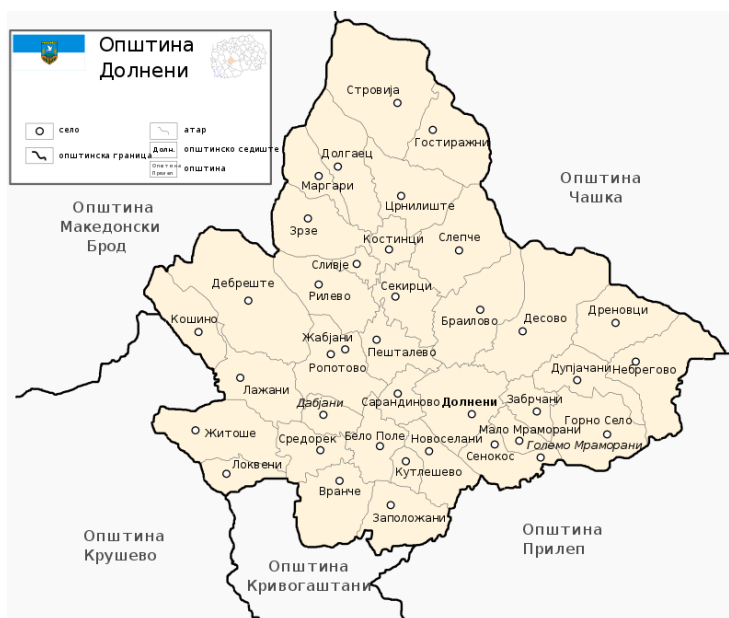 Општина
Долнени
село
општинска граница
атар
Долн.
општинско седиште
Општина
Прилеп
општина
Стровија
Гостиражни
Долгаец
Маргари
Црнилиште
Општина
Чашка
Општина
Македонски
Брод
Зрзе
Костинци
Слепче
Сливје
Дебреште
Рилево
Секирци
Кошино
Браилово
Десово
Дреновци
Жабјани
Пешталево
Ропотово
Дупјачани
Небрегово
Лажани
Дабјани
Сарандиново
Долнени
Забрчани
Горно Село
Житоше
Средорек
Бело Поле
Новоселани
Мало Мраморани
Големо Мраморани
Сенокос
Локвени
Кутлешево
Вранче
Заположани
Општина
Крушево
Општина
Кривогаштани
Општина
Прилеп